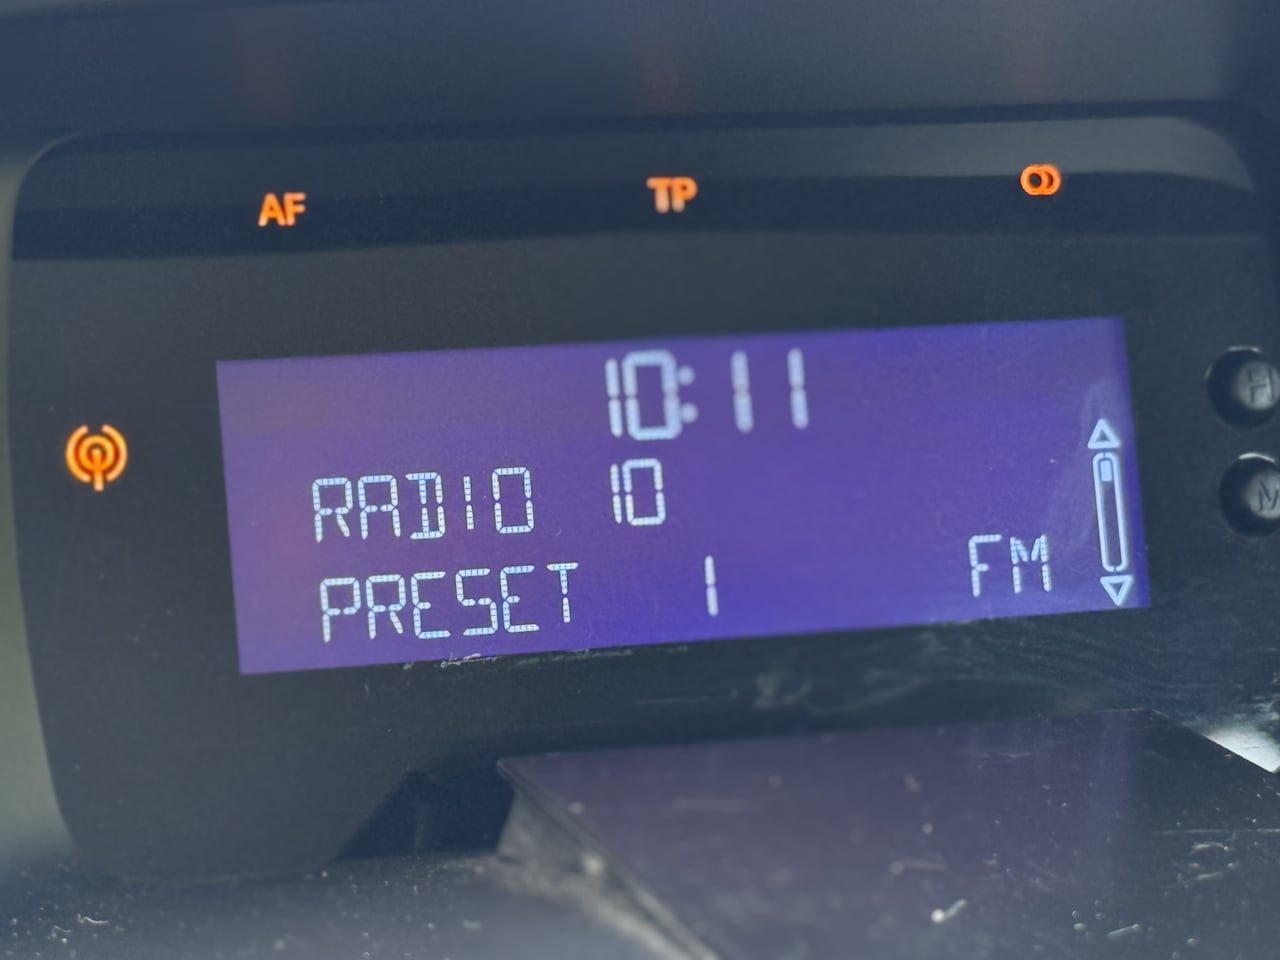 AF TP
10:11
RADIO 10
PRESET 1 FM
H
M